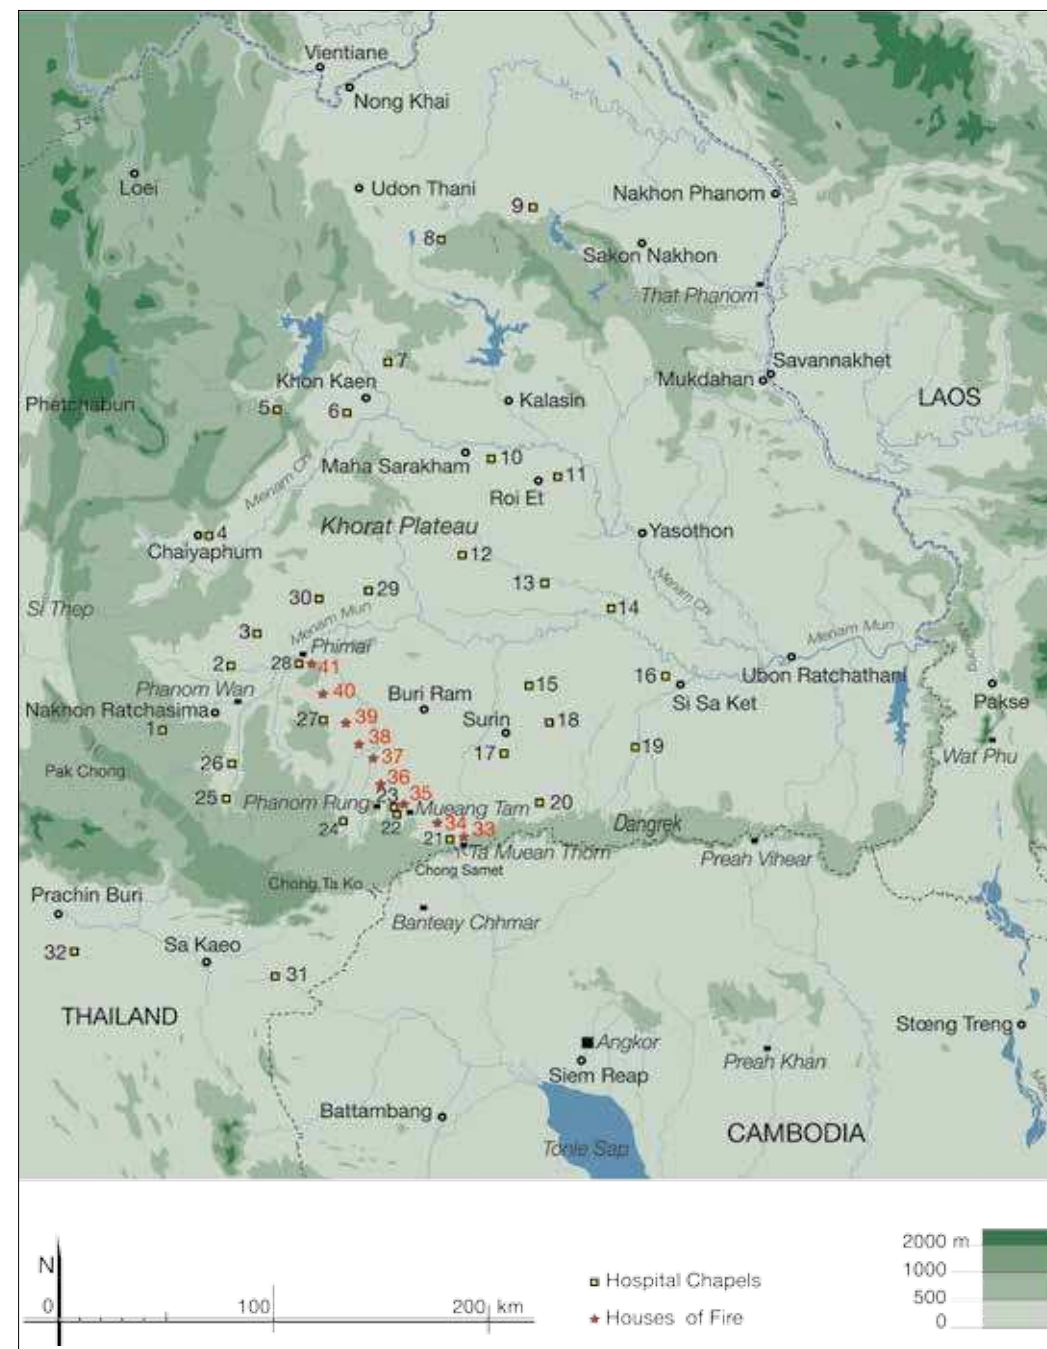 Vientiane
Nong Khai
Loei
Udon Thani
Nakhon Phanom
Mekong
9
8
Sakon Nakhon
That Phanom
7
Khon Kaen
Savannakhet
Mukdahan
LAOS
Phetchabun
5
6
Kalasin
Maha Sarakham
10
Menam Chi
11
Roi Et
4
Chaiyaphum
Khorat Plateau
Yasothon
12
13
Menam Chi
29
30
14
Si Thep
Menam Mun
Menam Mun
Mekong
3
Phimai
2
28
41
Ubon Ratchathani
16
Phanom Wan
40
Buri Ram
15
Si Sa Ket
Pakse
Nakhon Ratchasima
27
39
Surin
18
1
38
17
19
Wat Phu
37
26
Pak Chong
36
23
35
25
Phanom Rung
Mueang Tam
20
22
24
34
33
Dangrek
21
Ta Muean Thom
Preah Vihear
Chong Samet
Chong Ta Ko
Prachin Buri
Banteay Chhmar
Sa Kaeo
32
31
THAILAND
Stœng Treng
Angkor
Preah Khan
Siem Reap
Battambang
CAMBODIA
Tonle Sap
N
0
100
200 km
Hospital Chapels
Houses of Fire
2000 m
1000
500
0